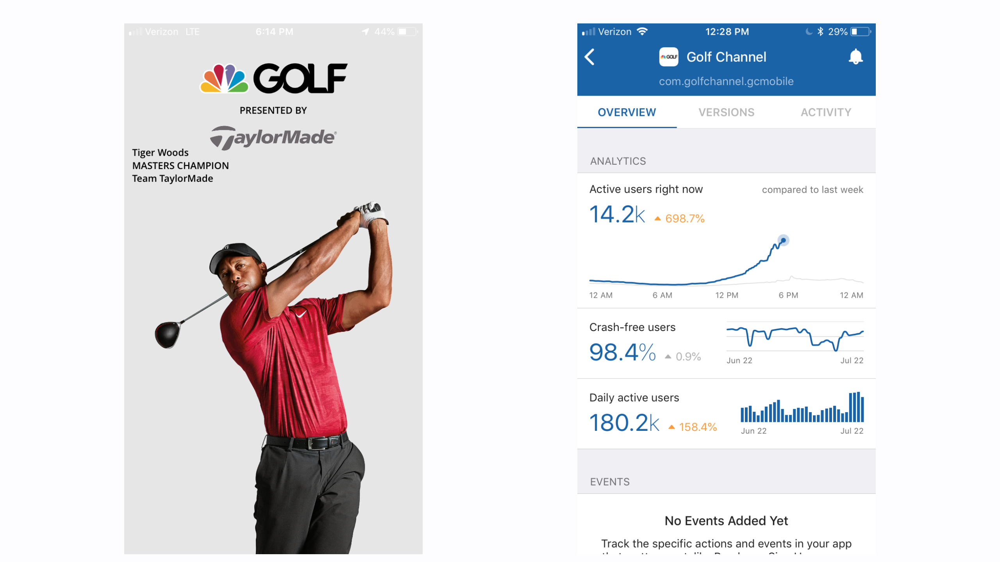 Verizon LTE 6:14 PM 44%
GOLF
PRESENTED BY
TaylorMade®
Tiger Woods
MASTERS CHAMPION
Team TaylorMade
Verizon 12:28 PM 29%
GOLF Golf Channel
com.golfchannel.gcmobile
OVERVIEW VERSIONS ACTIVITY
ANALYTICS
Active users right now compared to last week
14.2k 698.7%
12 AM 6 AM 12 PM 6 PM 12 AM
Crash-free users
98.4% 0.9%
Jun 22 Jul 22
Daily active users
180.2k 158.4%
Jun 22 Jul 22
EVENTS
No Events Added Yet
Track the specific actions and events in your app